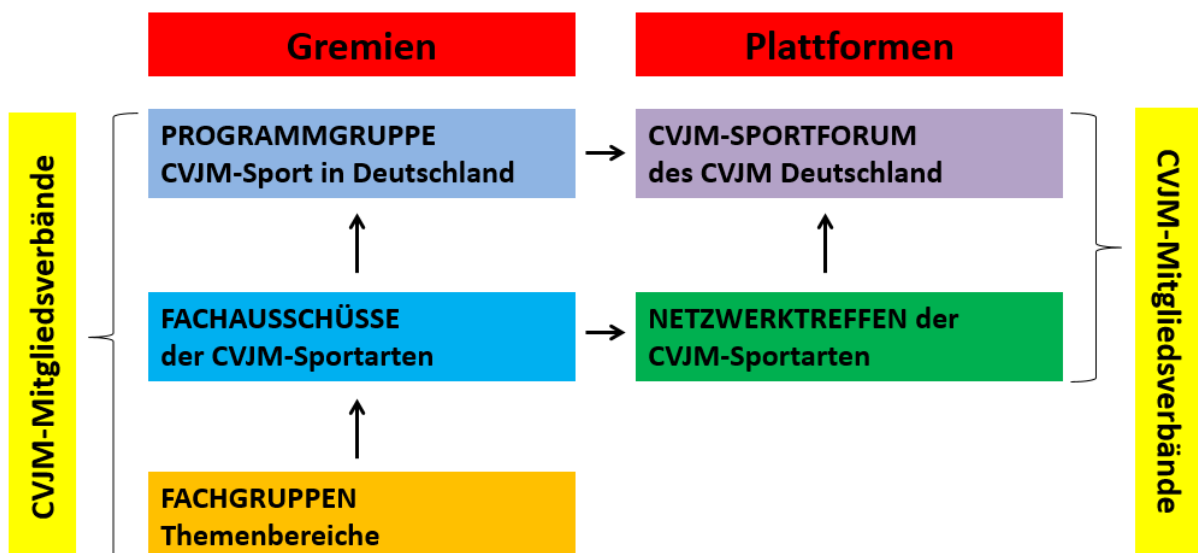 Gremien
Plattformen
CVJM-Mitgliedsverbände
PROGRAMMGRUPPE
CVJM-Sport in Deutschland
CVJM-SPORTFORUM
des CVJM Deutschland
CVJM-Mitgliedsverbände
FACHAUSSCHÜSSE
der CVJM-Sportarten
NETZWERKTREFFEN der
CVJM-Sportarten
FACHGRUPPEN
Themenbereiche